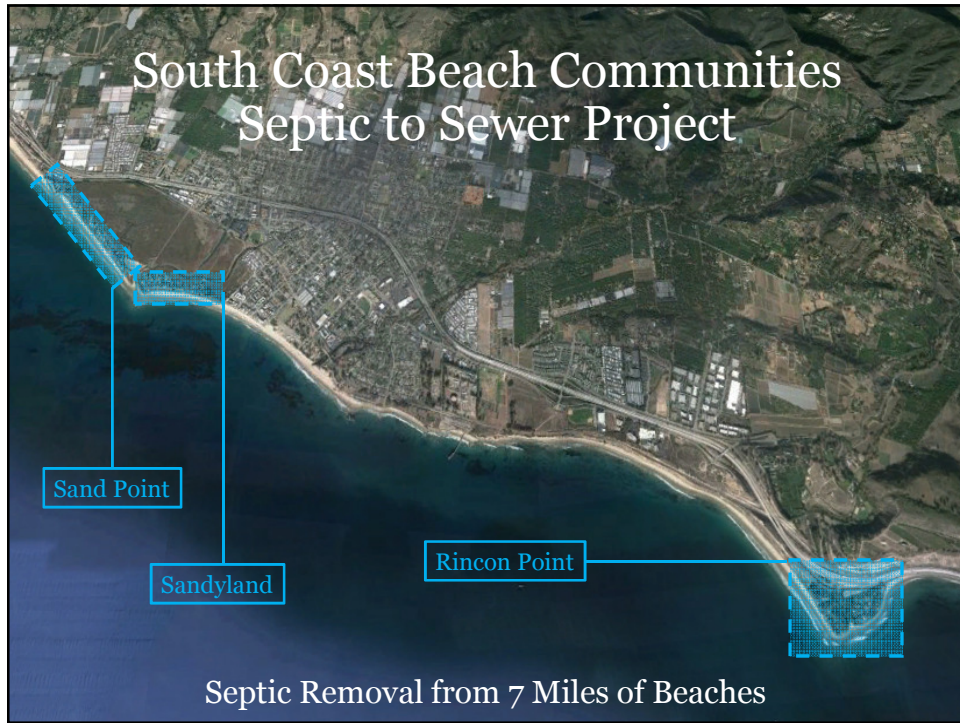 South Coast Beach Communities
Septic to Sewer Project
Sand Point
Rincon Point
Sandyland
Septic Removal from 7 Miles of Beaches